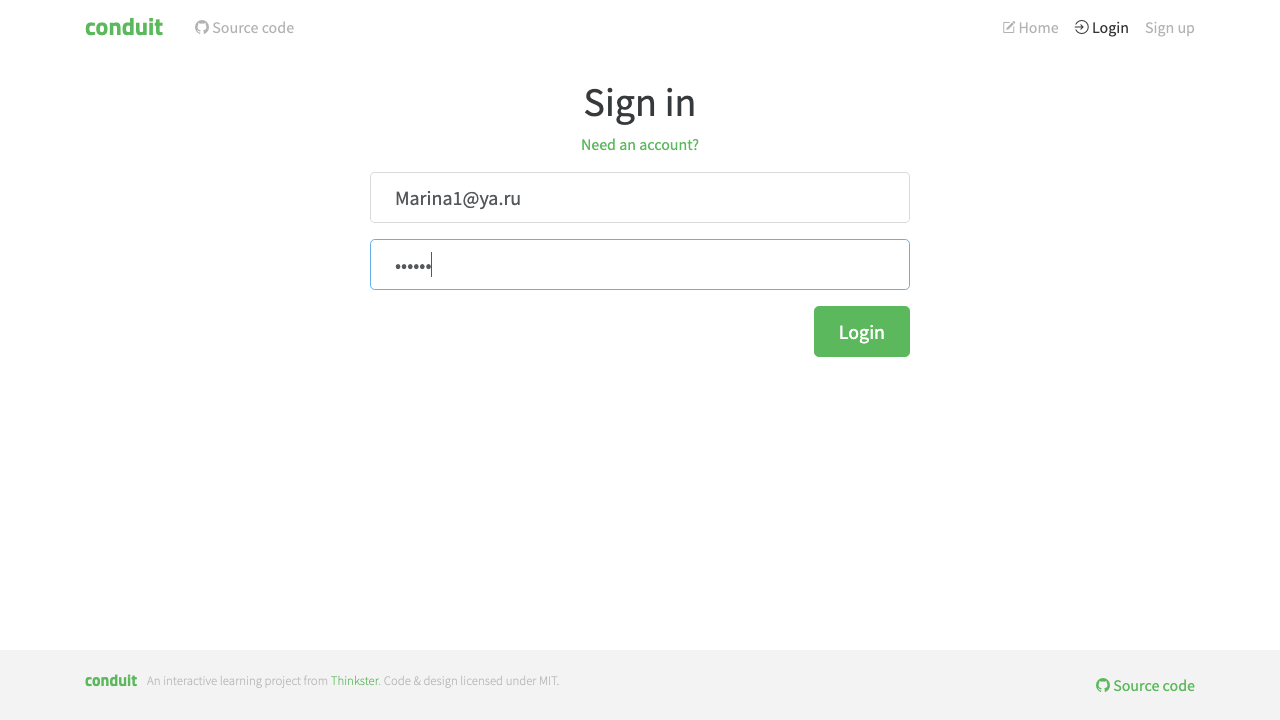 conduit
Source code
Home
Login
Sign up
Sign in
Need an account?
Marina1@ya.ru
••••••
Login
conduit An interactive learning project from Thinkster. Code & design licensed under MIT.
Source code